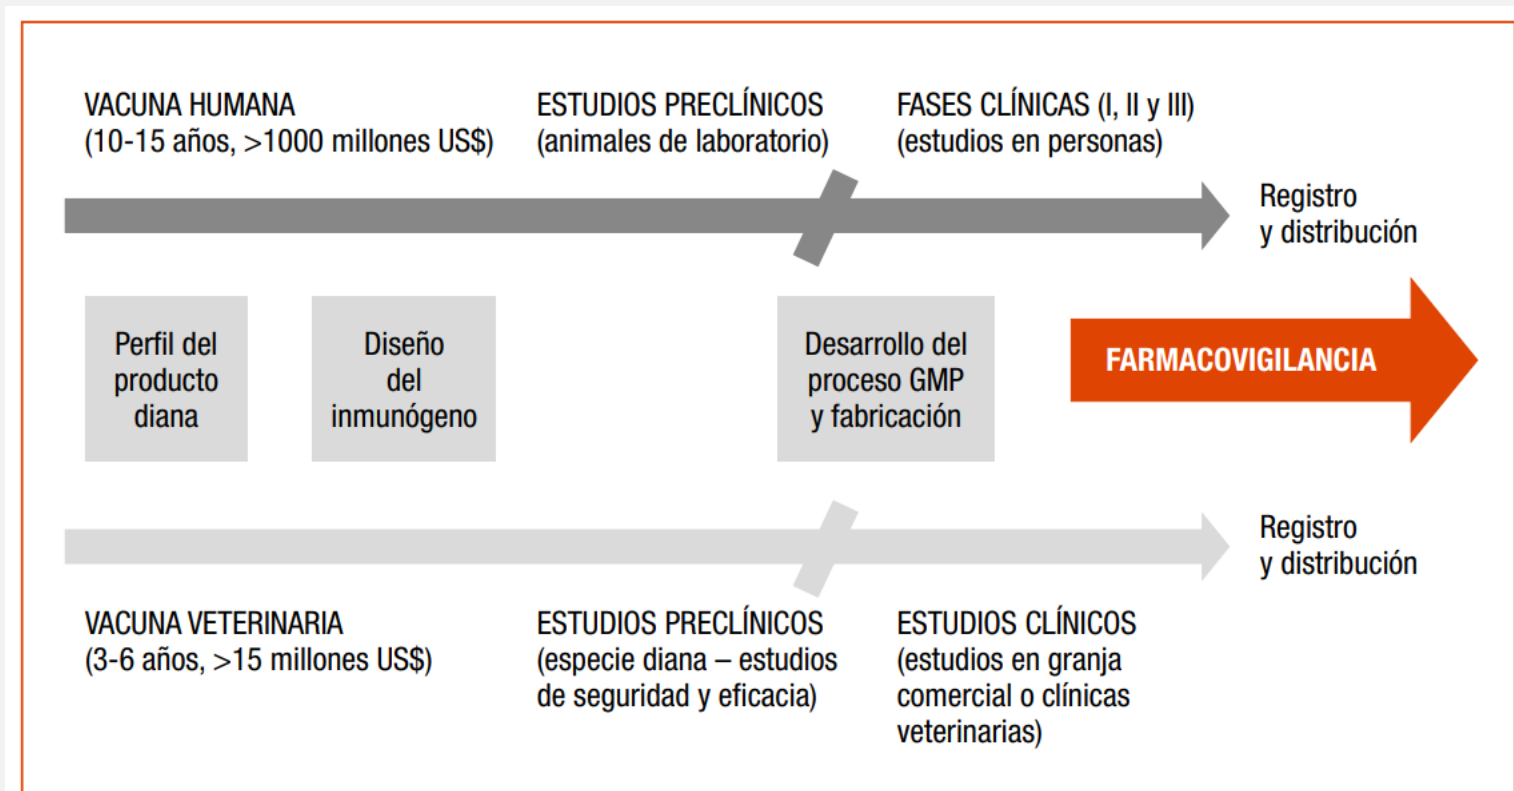 VACUNA HUMANA
(10-15 años, >1000 millones US$)
ESTUDIOS PRECLÍNICOS
(animales de laboratorio)
FASES CLÍNICAS (I, II y III)
(estudios en personas)
Registro
y distribución
Perfil del
producto
diana
Diseño
del
inmunógeno
Desarrollo del
proceso GMP
y fabricación
FARMACOVIGILANCIA
Registro
y distribución
VACUNA VETERINARIA
(3-6 años, >15 millones US$)
ESTUDIOS PRECLÍNICOS
(especie diana – estudios
de seguridad y eficacia)
ESTUDIOS CLÍNICOS
(estudios en granja
comercial o clínicas
veterinarias)